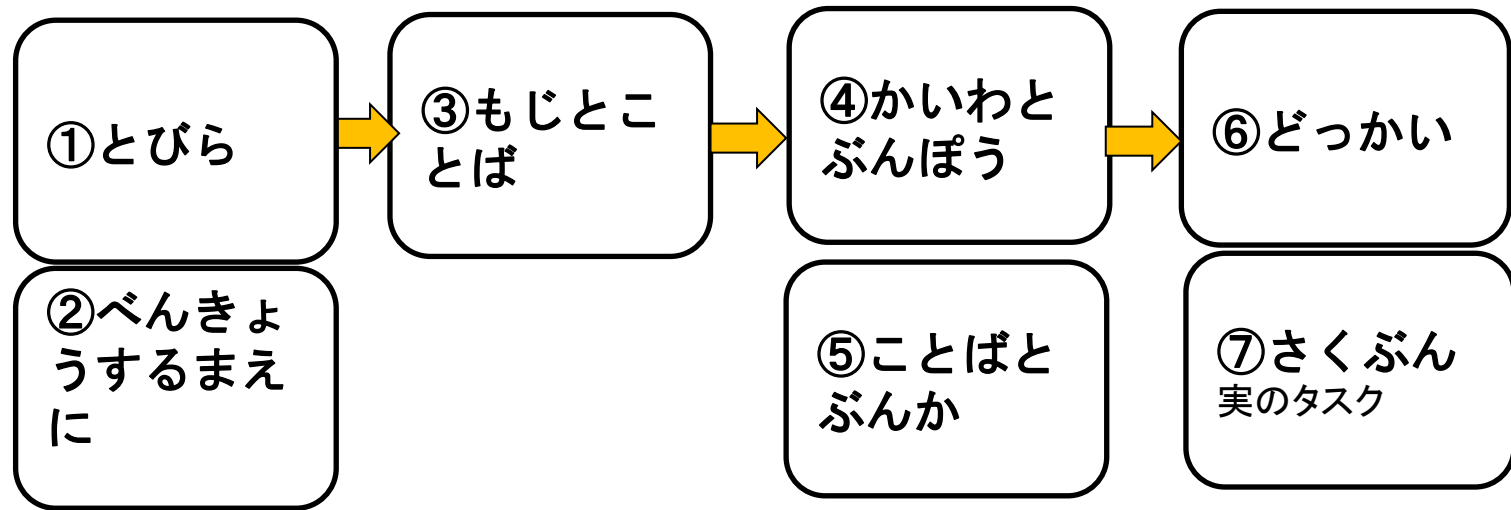 ①とびら
②べんきょ
うするまえ
に
③もじとこ
とば
④かいわと
ぶんぽう
⑤ことばと
ぶんか
⑥どっかい
⑦さくぶん
実のタスク